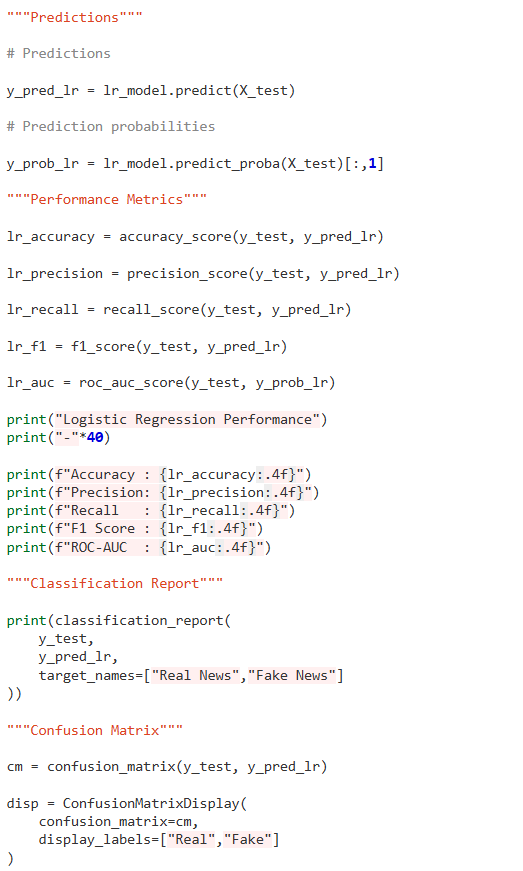 """Predictions"""
# Predictions
y_pred_lr = lr_model.predict(X_test)
# Prediction probabilities
y_prob_lr = lr_model.predict_proba(X_test)[:,1]
"""Performance Metrics"""
lr_accuracy = accuracy_score(y_test, y_pred_lr)
lr_precision = precision_score(y_test, y_pred_lr)
lr_recall = recall_score(y_test, y_pred_lr)
lr_f1 = f1_score(y_test, y_pred_lr)
lr_auc = roc_auc_score(y_test, y_prob_lr)
print("Logistic Regression Performance")
print("-"*40)
print(f"Accuracy : {lr_accuracy:.4f}")
print(f"Precision: {lr_precision:.4f}")
print(f"Recall   : {lr_recall:.4f}")
print(f"F1 Score : {lr_f1:.4f}")
print(f"ROC-AUC  : {lr_auc:.4f}")
"""Classification Report"""
print(classification_report(
    y_test,
    y_pred_lr,
    target_names=["Real News","Fake News"]
))
"""Confusion Matrix"""
cm = confusion_matrix(y_test, y_pred_lr)
disp = ConfusionMatrixDisplay(
    confusion_matrix=cm,
    display_labels=["Real","Fake"]
)